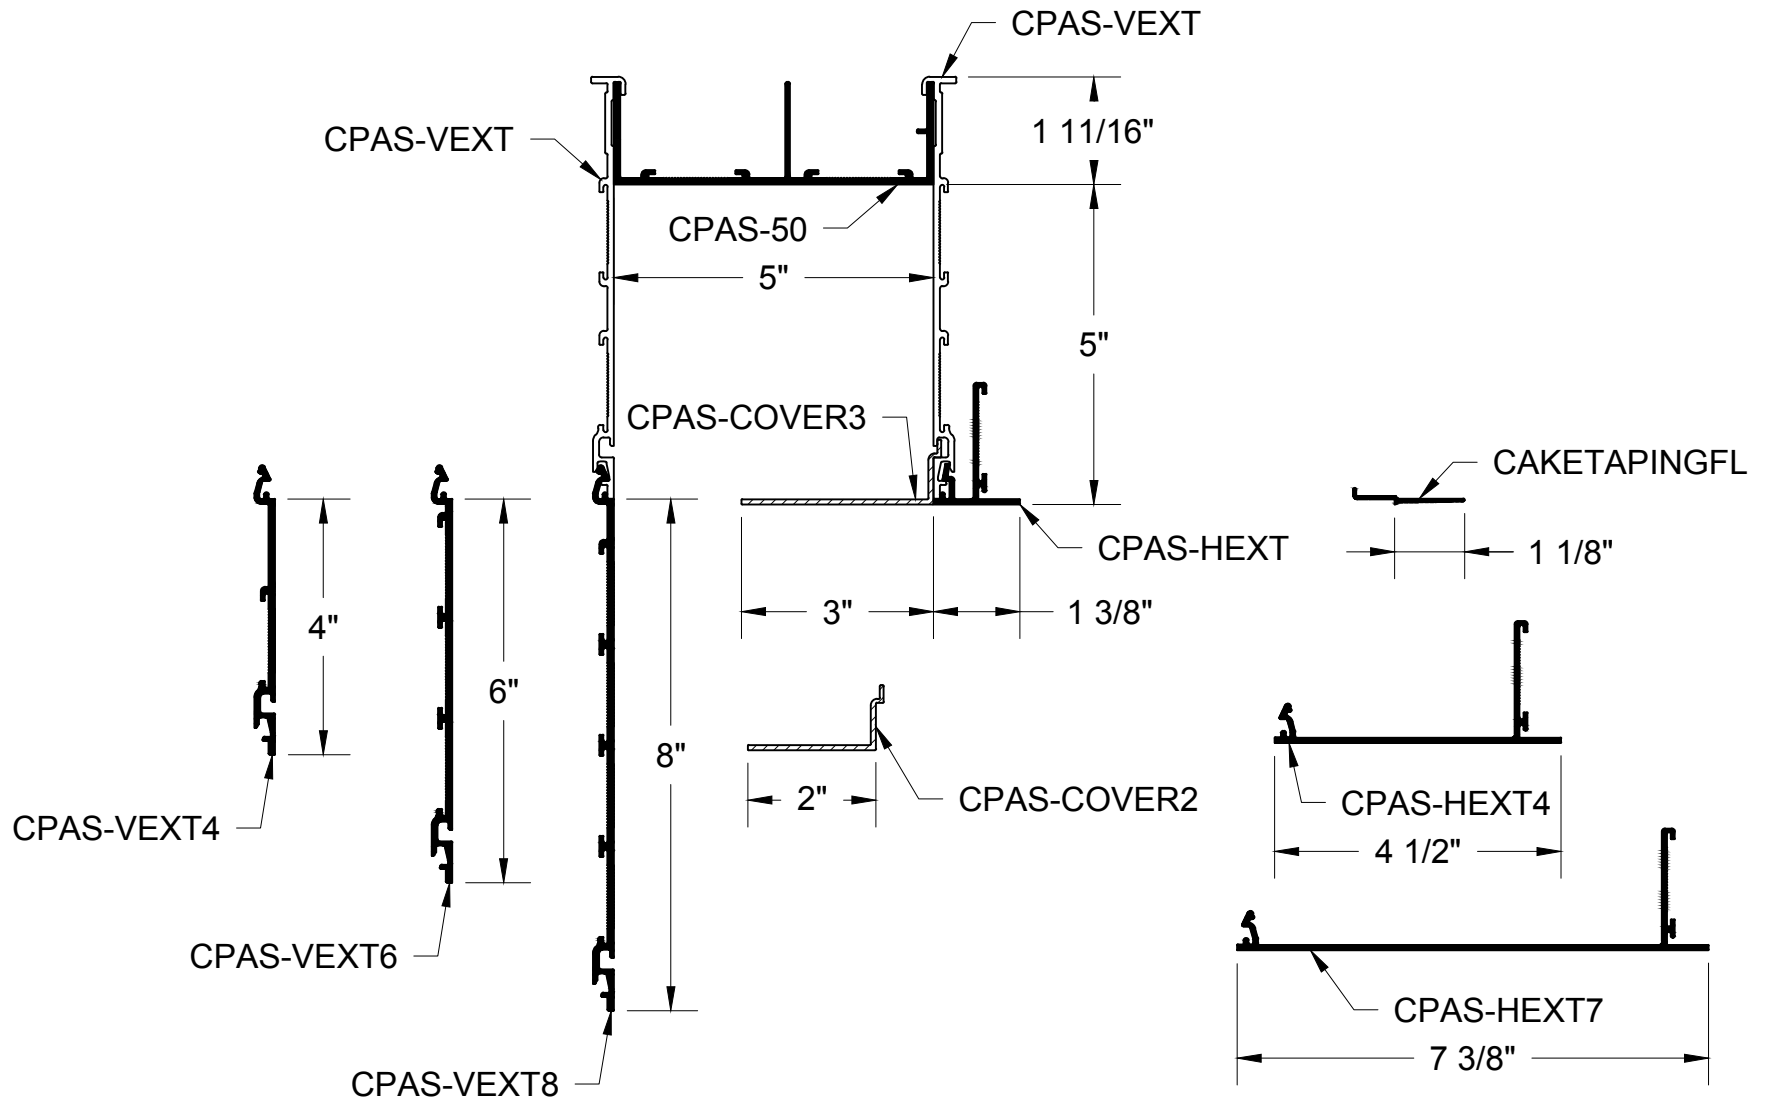 CPAS-VEXT
1 11/16"
CPAS-VEXT
CPAS-50
5"
5"
CPAS-COVER3
CAKETAPINGFL
CPAS-HEXT
1 1/8"
3"
1 3/8"
4"
6"
8"
2"
CPAS-COVER2
CPAS-HEXT4
4 1/2"
CPAS-VEXT4
CPAS-VEXT6
CPAS-HEXT7
7 3/8"
CPAS-VEXT8